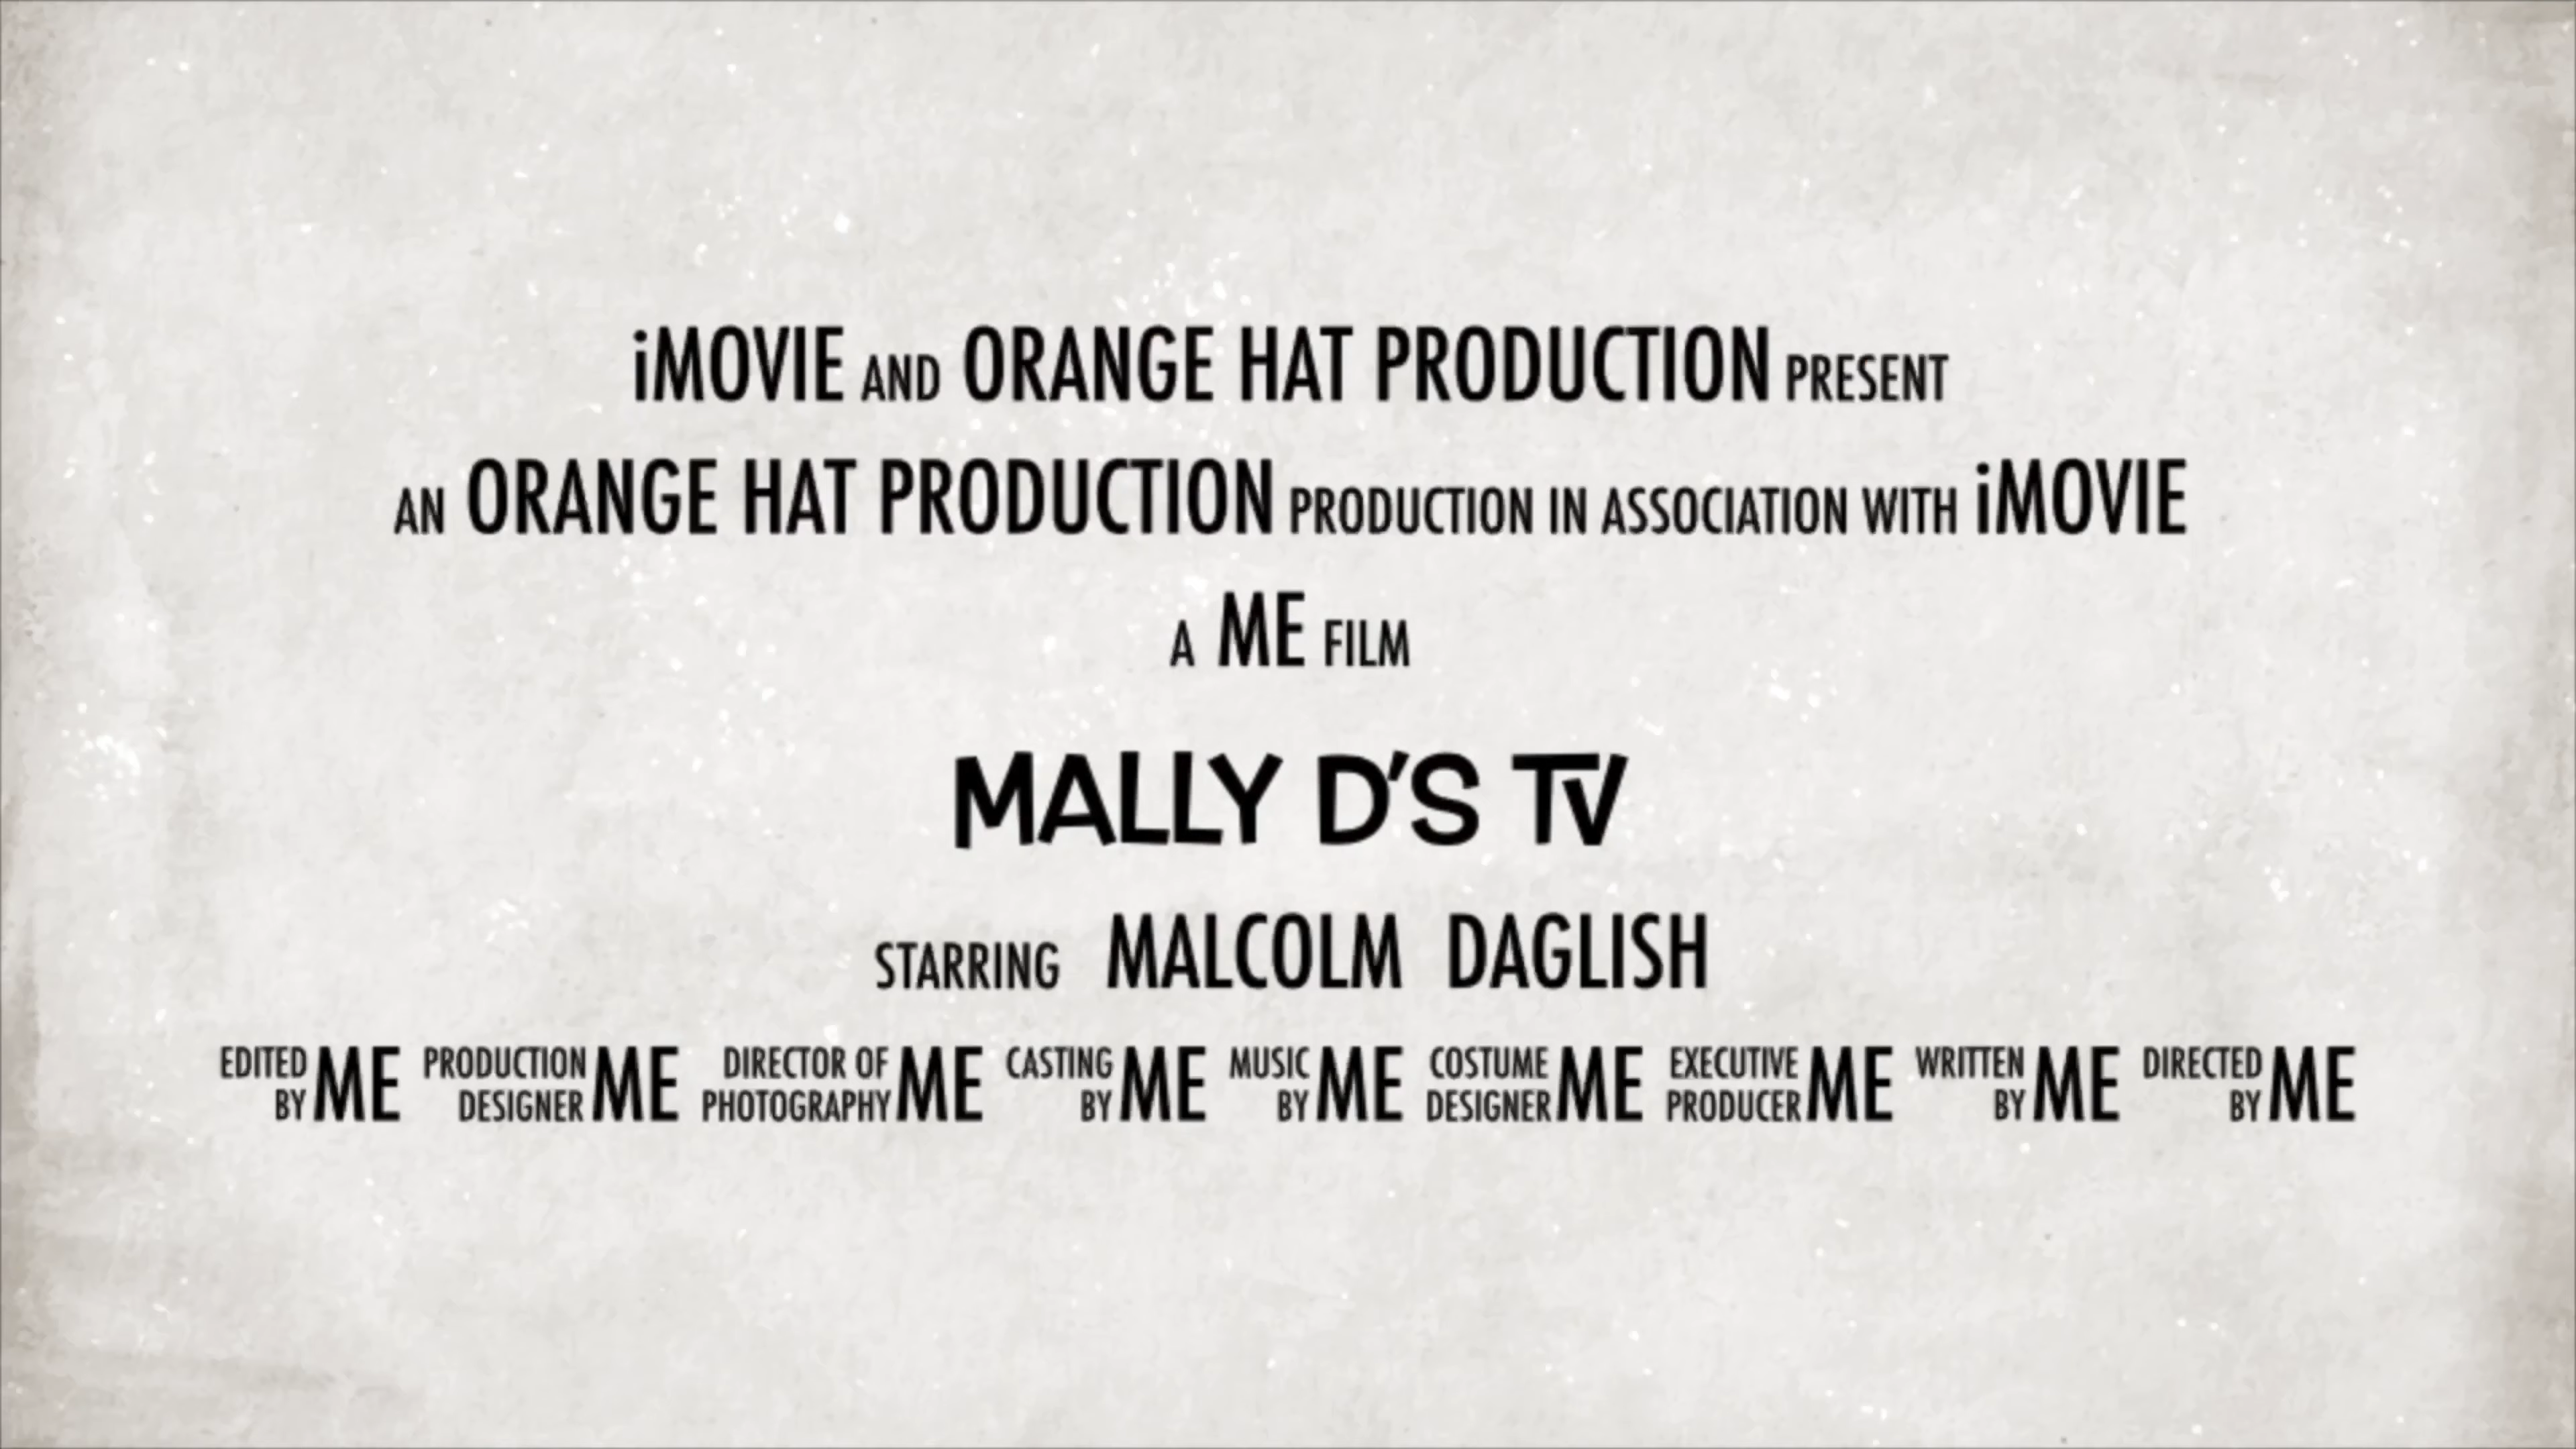 iMOVIE AND ORANGE HAT PRODUCTION PRESENT
AN ORANGE HAT PRODUCTION PRODUCTION IN ASSOCIATION WITH iMOVIE
A ME FILM
MALLY D'S TV
STARRING MALCOLM DAGLISH
EDITED BY ME PRODUCTION DESIGNER ME DIRECTOR OF PHOTOGRAPHY ME CASTING BY ME MUSIC BY ME COSTUME DESIGNER ME EXECUTIVE PRODUCER ME WRITTEN BY ME DIRECTED BY ME